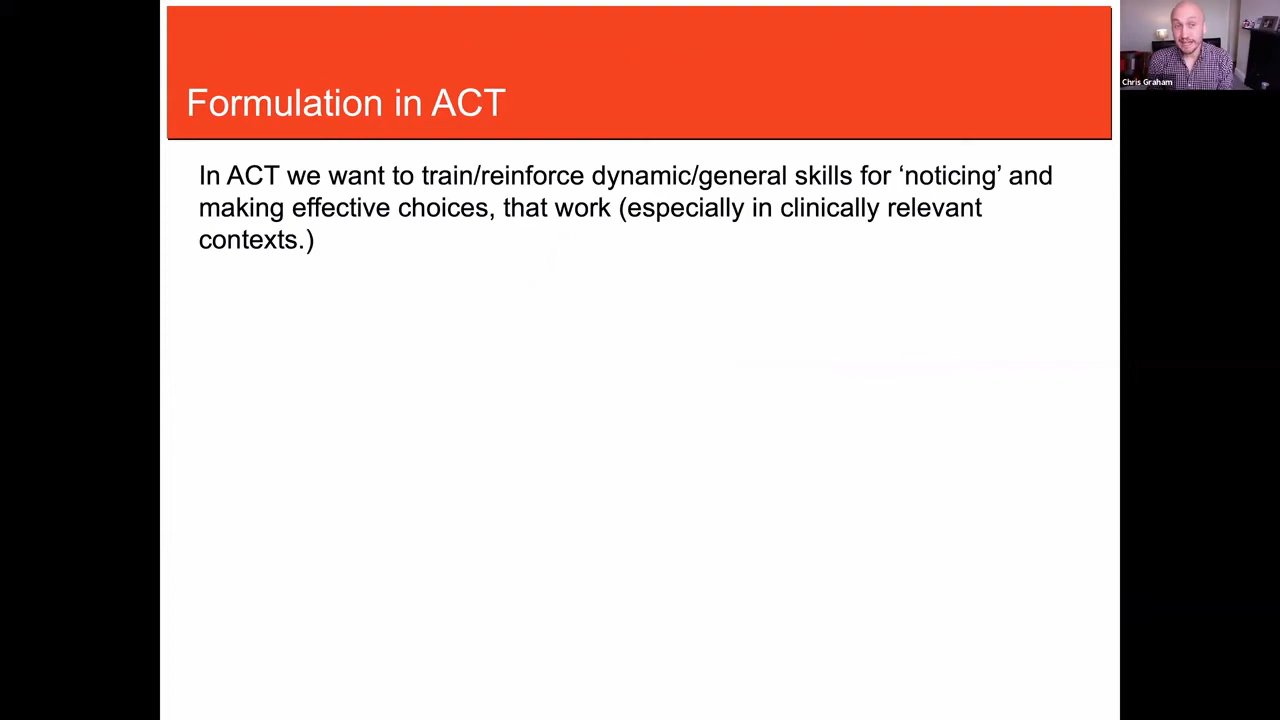 Chris Graham
Formulation in ACT
In ACT we want to train/reinforce dynamic/general skills for ‘noticing’ and
making effective choices, that work (especially in clinically relevant
contexts.)